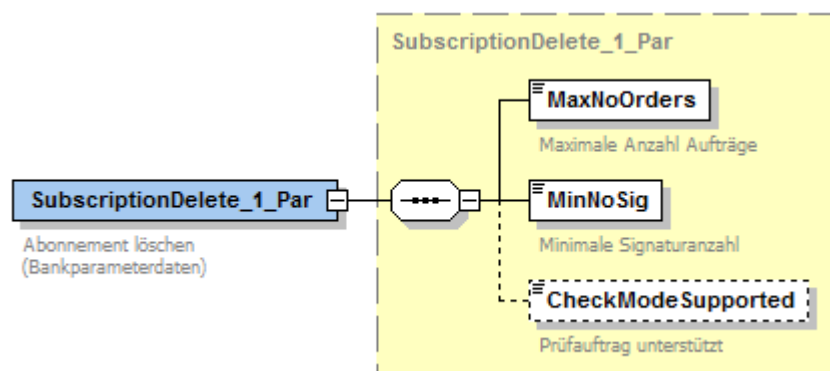 SubscriptionDelete_1_Par
MaxNoOrders
Maximale Anzahl Aufträge
SubscriptionDelete_1_Par
Abonnement löschen
(Bankparameterdaten)
MinNoSig
Minimale Signaturanzahl
CheckModeSupported
Prüfauftrag unterstützt